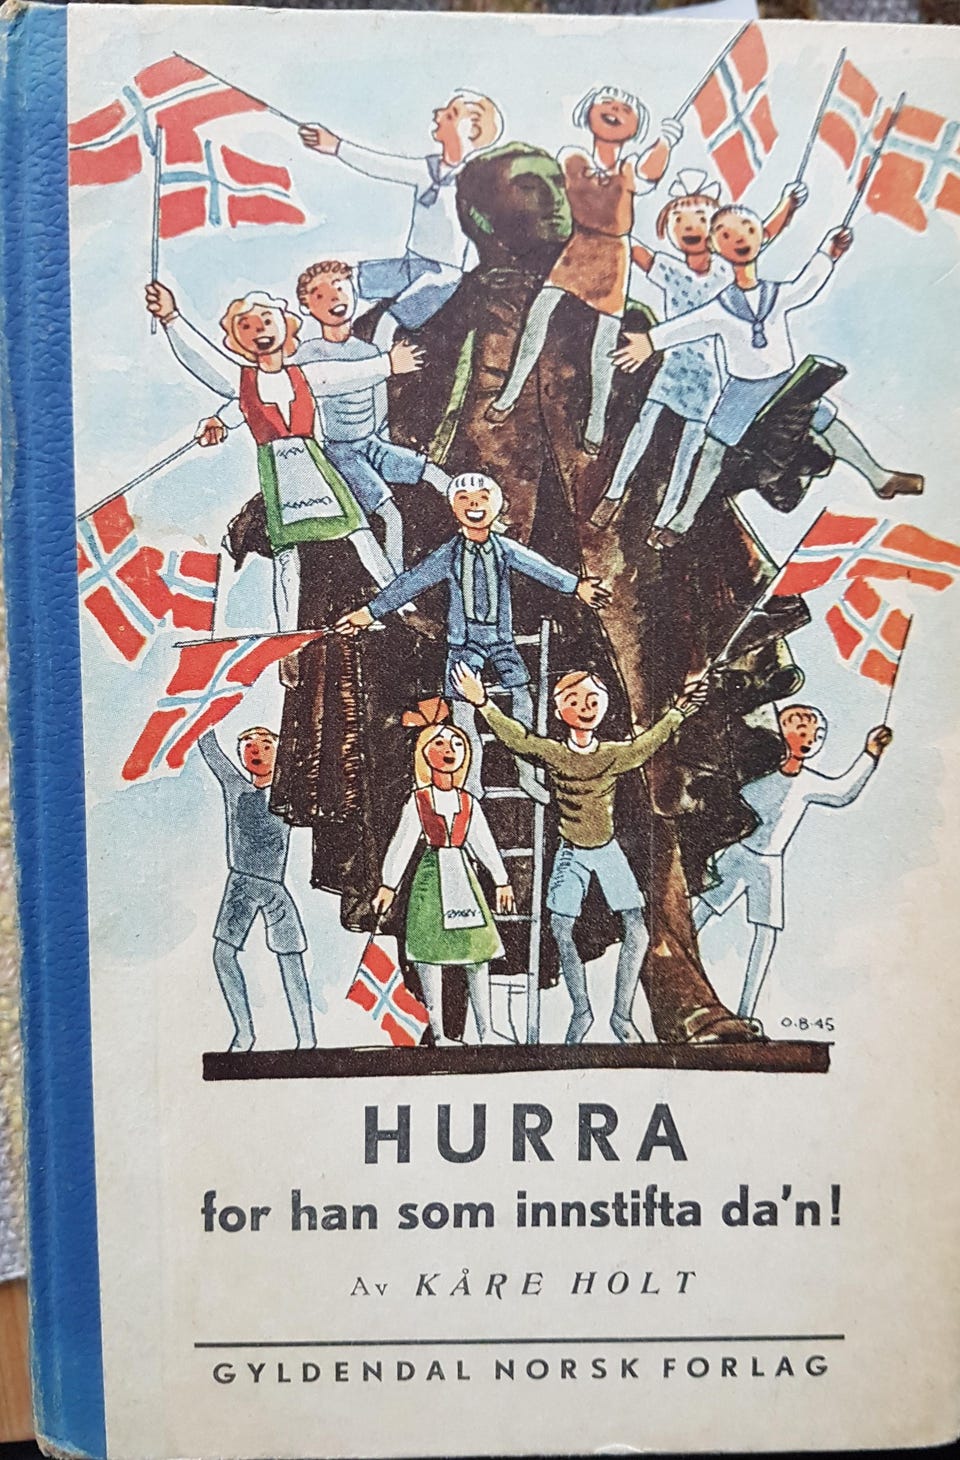 O.B-45
HURRA
for han som innstifta da'n!
Av KÅRE HOLT
GYLDENDAL NORSK FORLAG